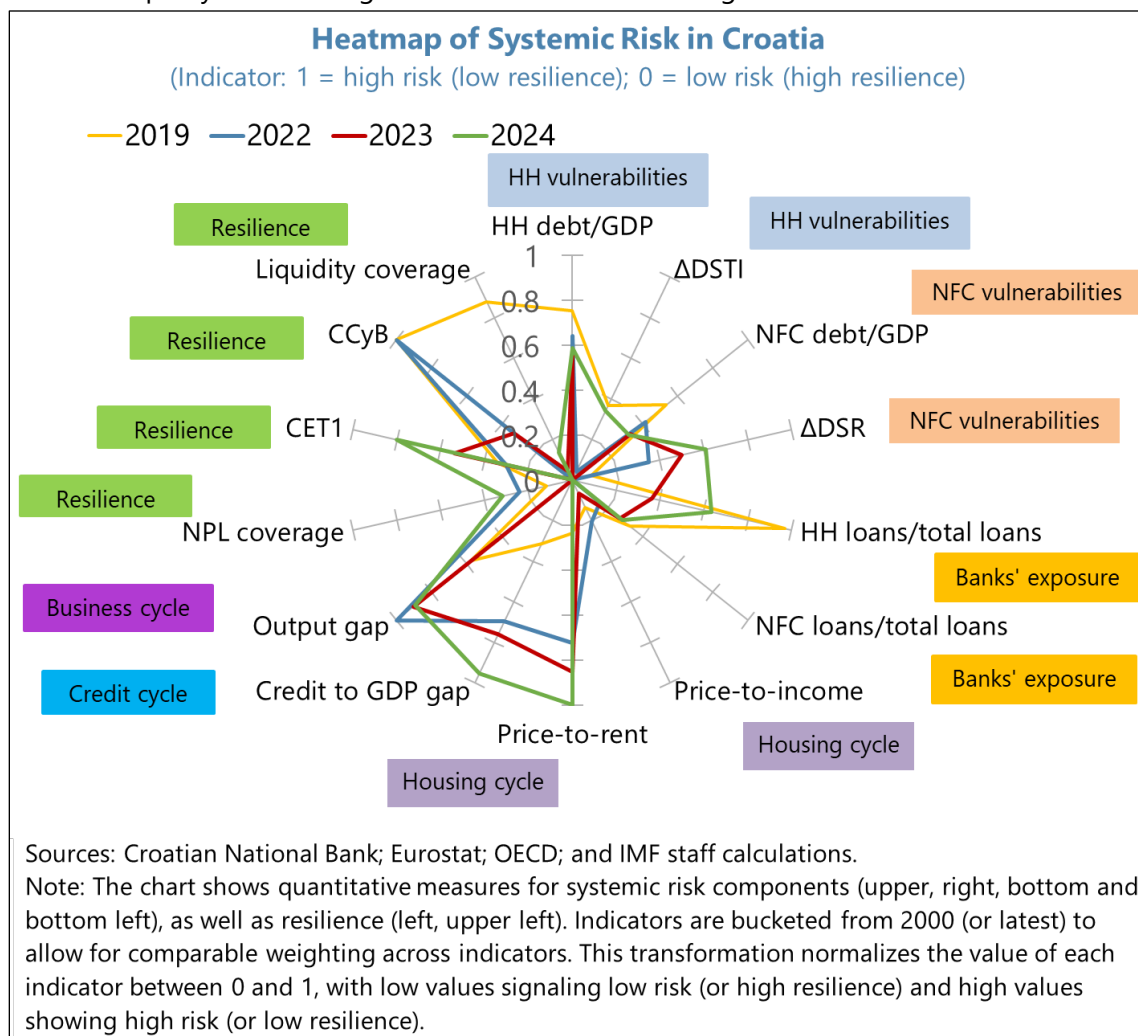 Heatmap of Systemic Risk in Croatia
(Indicator: 1 = high risk (low resilience); 0 = low risk (high resilience)
2019 2022 2023 2024
HH vulnerabilities
HH debt/GDP
HH vulnerabilities
ΔDSTI
NFC vulnerabilities
NFC debt/GDP
NFC vulnerabilities
ΔDSR
HH loans/total loans
Banks' exposure
NFC loans/total loans
Banks' exposure
Price-to-income
Housing cycle
Price-to-rent
Housing cycle
Credit to GDP gap
Credit cycle
Output gap
Business cycle
NPL coverage
Resilience
CET1
Resilience
CCyB
Resilience
Liquidity coverage
Resilience
1
0.8
0.6
0.4
0.2
0
Sources: Croatian National Bank; Eurostat; OECD; and IMF staff calculations.
Note: The chart shows quantitative measures for systemic risk components (upper, right, bottom and
bottom left), as well as resilience (left, upper left). Indicators are bucketed from 2000 (or latest) to
allow for comparable weighting across indicators. This transformation normalizes the value of each
indicator between 0 and 1, with low values signaling low risk (or high resilience) and high values
showing high risk (or low resilience).